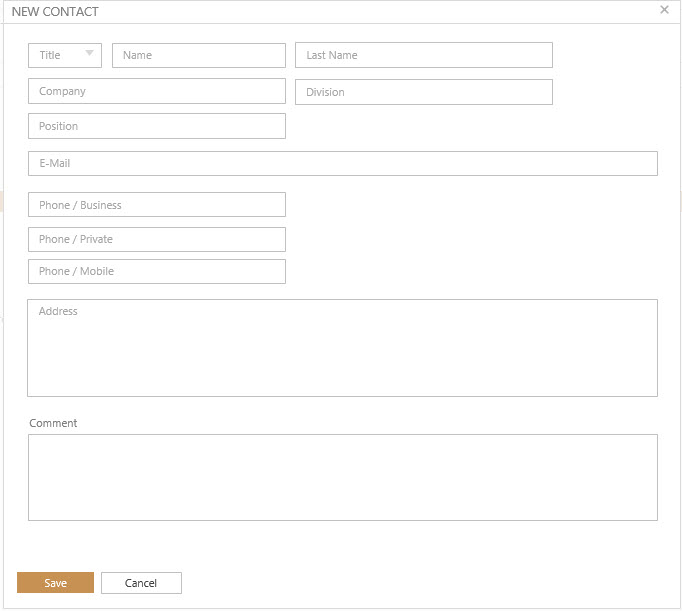 NEW CONTACT
Title Name Last Name
Company Division
Position
E-Mail
Phone / Business
Phone / Private
Phone / Mobile
Address
Comment
Save Cancel